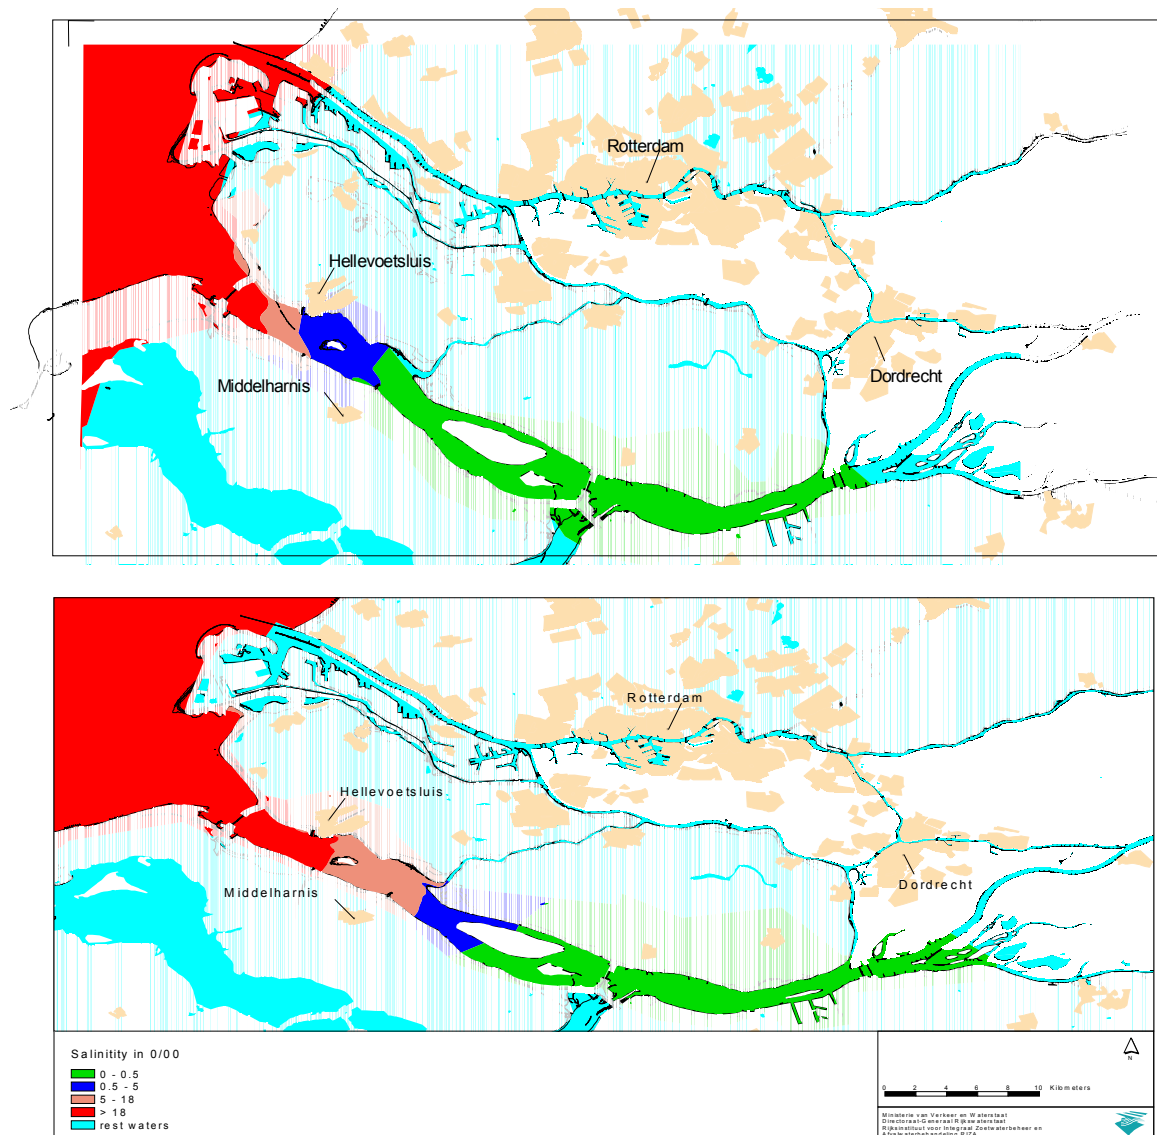 Rotterdam
Hellevoetsluis
Middelharnis
Dordrecht
Rotterdam
Hellevoetsluis
Middelharnis
Dordrecht
Salinitity in 0/00
0 - 0.5
0.5 - 5
5 - 18
> 18
rest waters
N
0 2 4 6 8 10 Kilometers
Ministerie van Verkeer en Waterstaat
Directoraat-Generaal Rijkswaterstaat
Rijksinstituut voor Integraal Zoetwaterbeheer en
Afvalwaterbehandeling RIZA